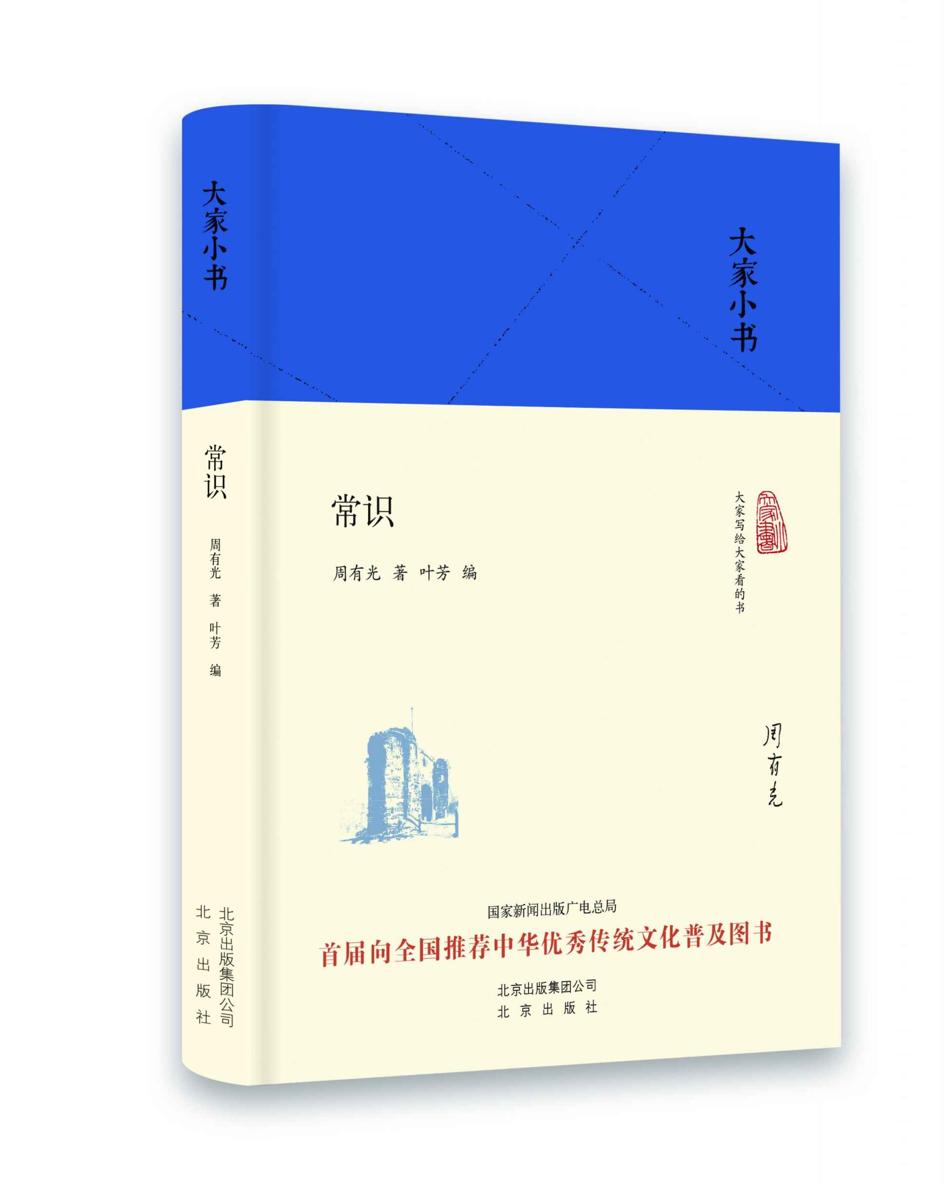 大家小书
常识
周有光 著 叶芳 编
北京出版集团公司
北京出版社
大家小书
大家写给大家看的书
大家小书
常识
周有光 著 叶芳 编
周有光
国家新闻出版广电总局
首届向全国推荐中华优秀传统文化普及图书
北京出版集团公司
北京出版社